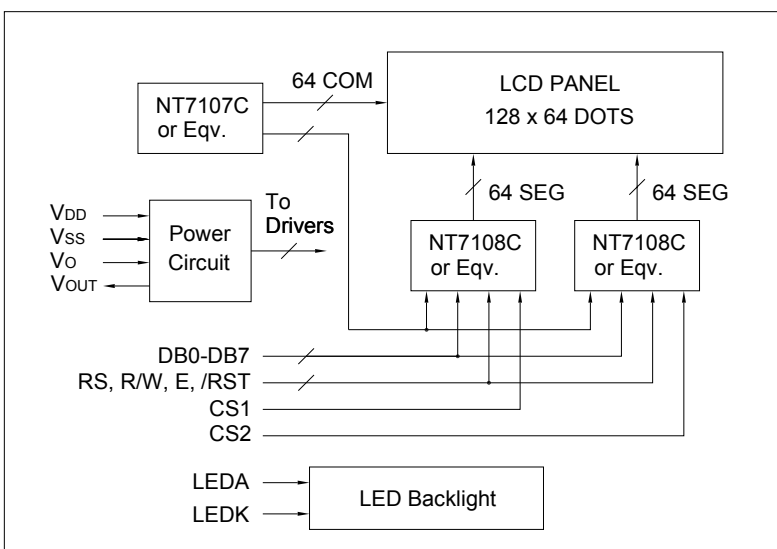 64 COM
NT7107C
or Eqv.
LCD PANEL
128 x 64 DOTS
64 SEG
64 SEG
NT7108C
or Eqv.
NT7108C
or Eqv.
VDD
VSS
VO
VOUT
Power
Circuit
To
Drivers
DB0-DB7
RS, R/W, E, /RST
CS1
CS2
LEDA
LEDK
LED Backlight